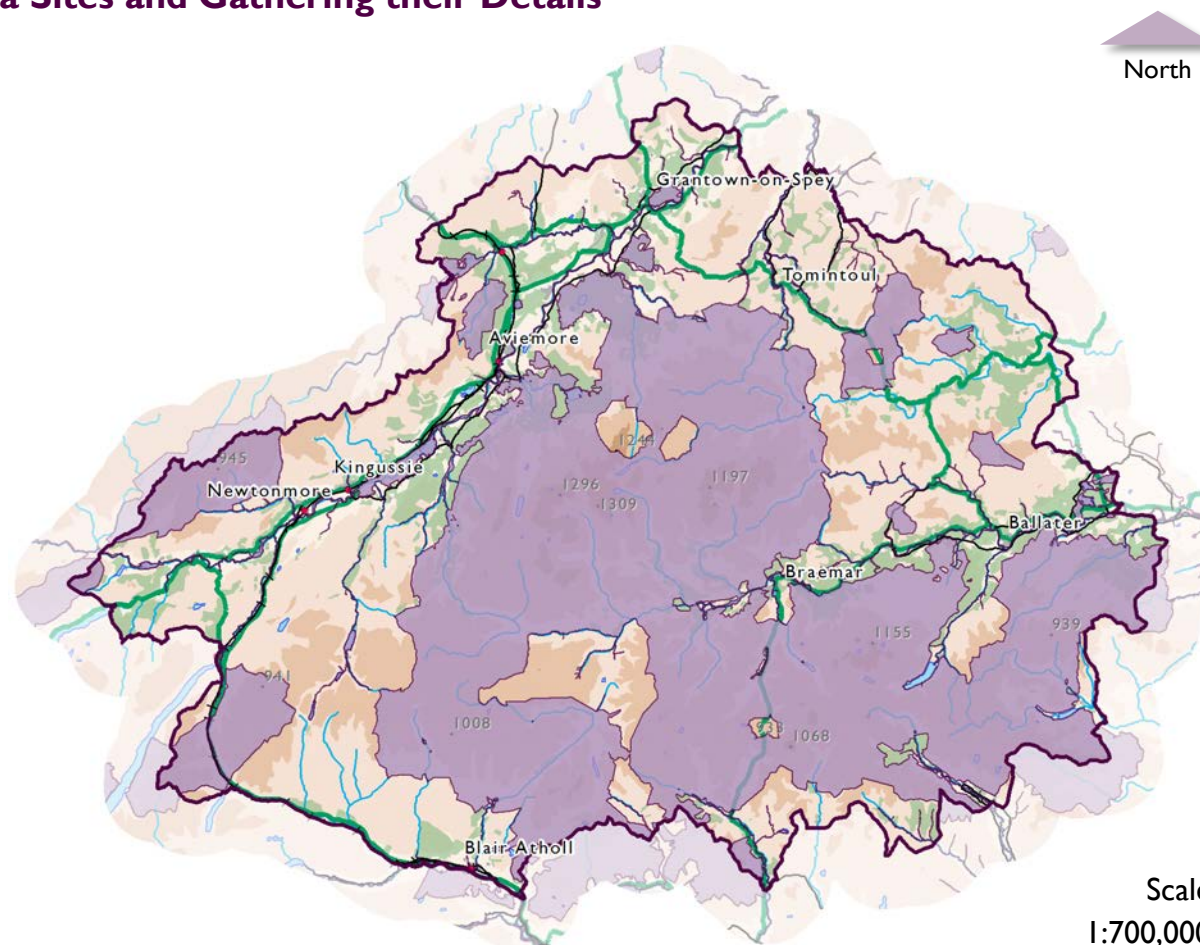 a Sites and Gathering their Details
North
Grantown-on-Spey
Tomintoul
Aviemore
1244
945
Kingussie
1197
Newtonmore
1296
1309
Ballater
Braemar
939
1155
941
1008
1068
Blair Atholl
Scale
1:700,000